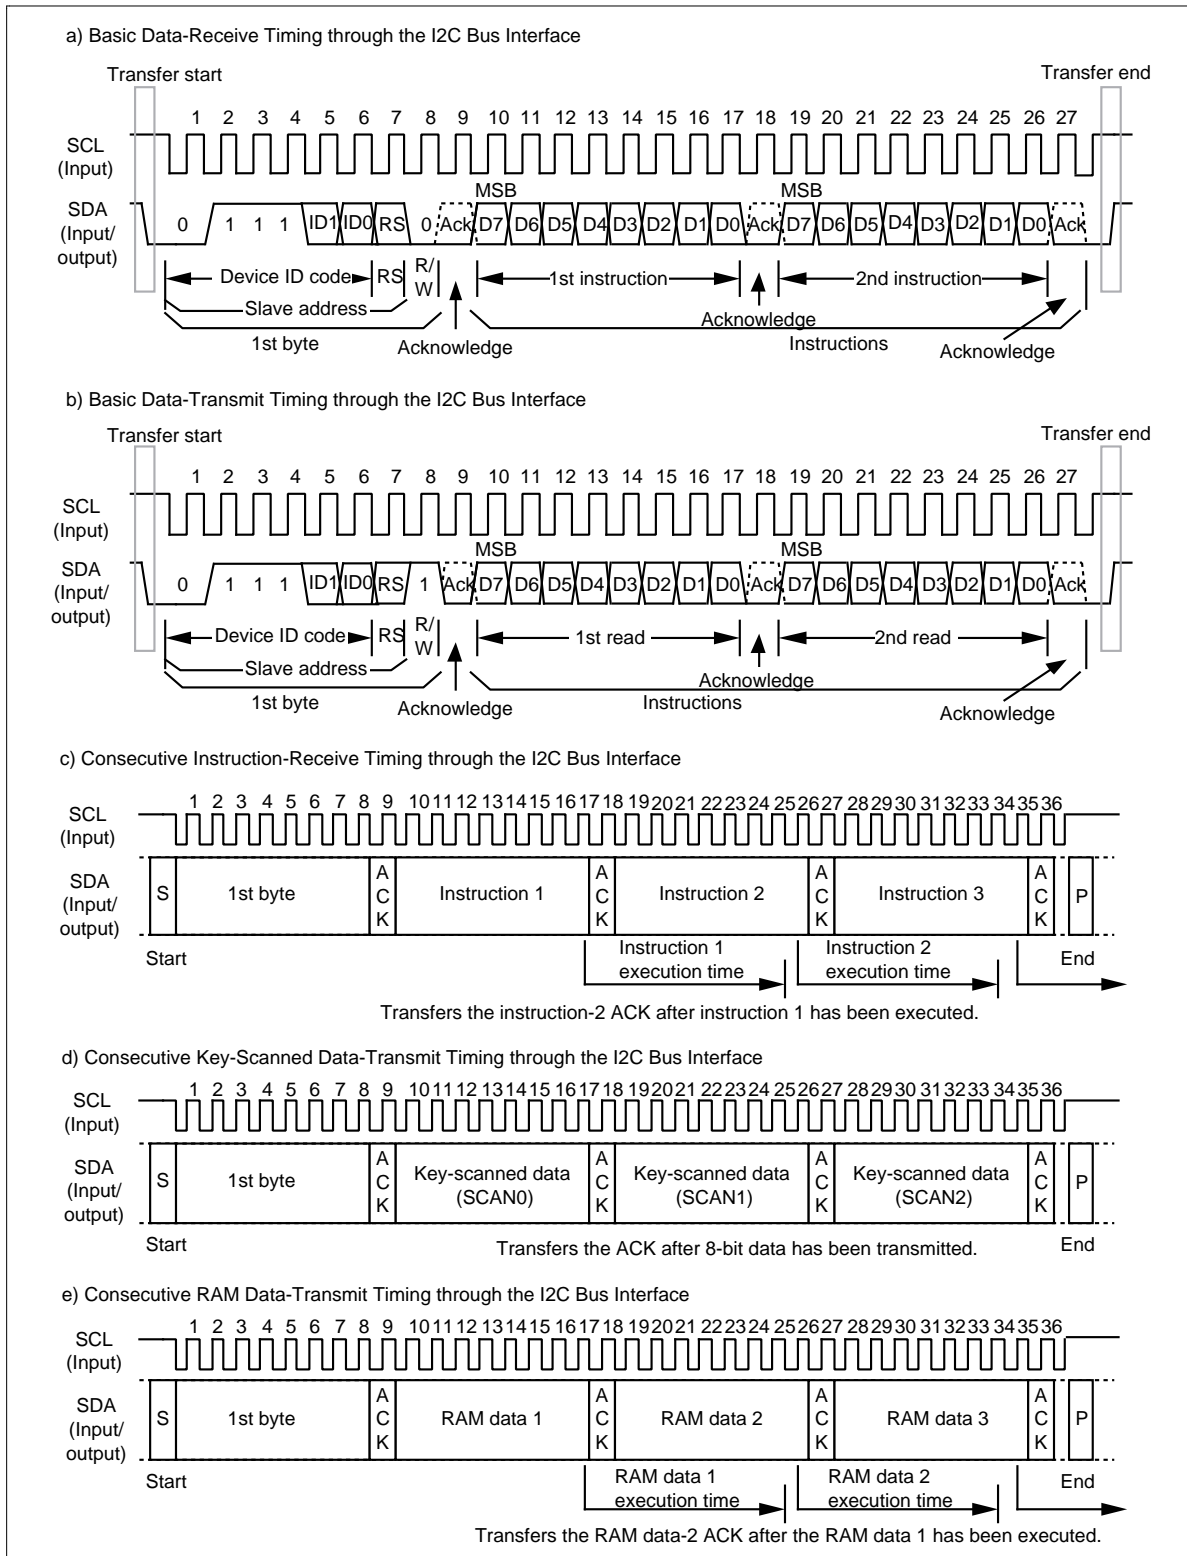 a) Basic Data-Receive Timing through the I2C Bus Interface
Transfer start
Transfer end
1 2 3 4 5 6 7 8 9 10 11 12 13 14 15 16 17 18 19 20 21 22 23 24 25 26 27
SCL
(Input)
MSB MSB
SDA
(Input/
output)
0 1 1 1 ID1 ID0 RS 0 Ack D7 D6 D5 D4 D3 D2 D1 D0 Ack D7 D6 D5 D4 D3 D2 D1 D0 Ack
Device ID code RS R/
W
1st instruction 2nd instruction
Slave address
Acknowledge
1st byte
Acknowledge
Instructions
Acknowledge
b) Basic Data-Transmit Timing through the I2C Bus Interface
Transfer start
Transfer end
1 2 3 4 5 6 7 8 9 10 11 12 13 14 15 16 17 18 19 20 21 22 23 24 25 26 27
SCL
(Input)
MSB MSB
SDA
(Input/
output)
0 1 1 1 ID1 ID0 RS 1 Ack D7 D6 D5 D4 D3 D2 D1 D0 Ack D7 D6 D5 D4 D3 D2 D1 D0 Ack
Device ID code RS R/
W
1st read 2nd read
Slave address
Acknowledge
1st byte
Acknowledge
Instructions
Acknowledge
c) Consecutive Instruction-Receive Timing through the I2C Bus Interface
1 2 3 4 5 6 7 8 9 10 11 12 13 14 15 16 17 18 19 20 21 22 23 24 25 26 27 28 29 30 31 32 33 34 35 36
SCL
(Input)
SDA
(Input/
output)
S 1st byte ACK Instruction 1 ACK Instruction 2 ACK Instruction 3 ACK P
Start
Instruction 1
execution time
Instruction 2
execution time
End
Transfers the instruction-2 ACK after instruction 1 has been executed.
d) Consecutive Key-Scanned Data-Transmit Timing through the I2C Bus Interface
1 2 3 4 5 6 7 8 9 10 11 12 13 14 15 16 17 18 19 20 21 22 23 24 25 26 27 28 29 30 31 32 33 34 35 36
SCL
(Input)
SDA
(Input/
output)
S 1st byte ACK Key-scanned data
(SCAN0) ACK Key-scanned data
(SCAN1) ACK Key-scanned data
(SCAN2) ACK P
Start
Transfers the ACK after 8-bit data has been transmitted.
End
e) Consecutive RAM Data-Transmit Timing through the I2C Bus Interface
1 2 3 4 5 6 7 8 9 10 11 12 13 14 15 16 17 18 19 20 21 22 23 24 25 26 27 28 29 30 31 32 33 34 35 36
SCL
(Input)
SDA
(Input/
output)
S 1st byte ACK RAM data 1 ACK RAM data 2 ACK RAM data 3 ACK P
Start
RAM data 1
execution time
RAM data 2
execution time
End
Transfers the RAM data-2 ACK after the RAM data 1 has been executed.